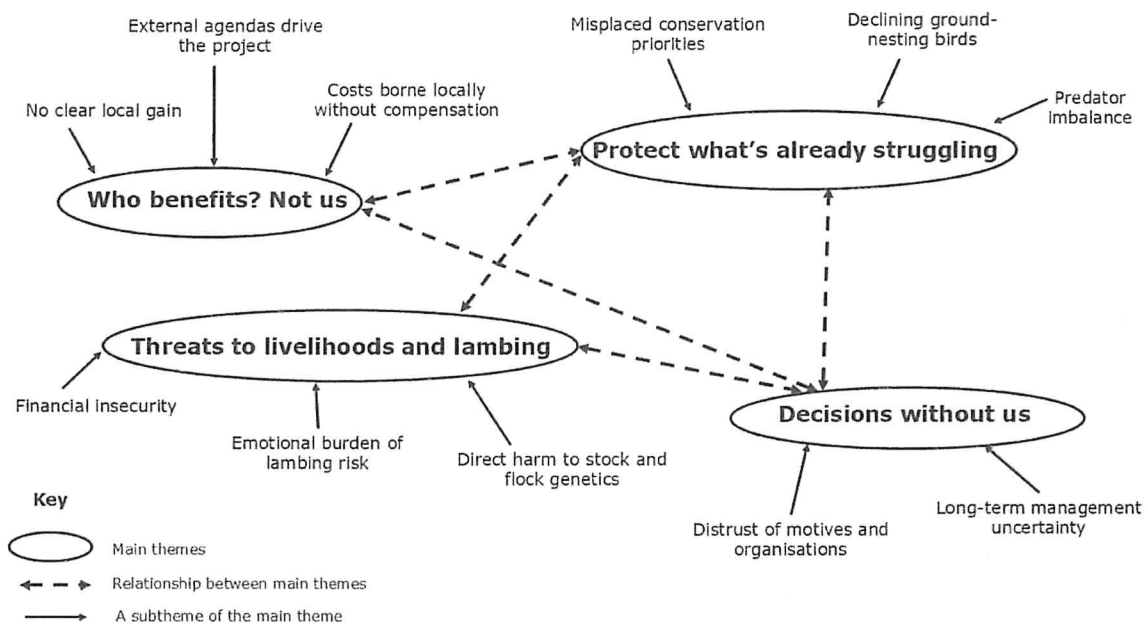 External agendas drive
the project
No clear local gain
Costs borne locally
without compensation
Who benefits? Not us
Misplaced conservation
priorities
Declining ground-
nesting birds
Predator
imbalance
Protect what's already struggling
Threats to livelihoods and lambing
Financial insecurity
Emotional burden of
lambing risk
Direct harm to stock and
flock genetics
Decisions without us
Distrust of motives and
organisations
Long-term management
uncertainty
Key
Main themes
Relationship between main themes
A subtheme of the main theme